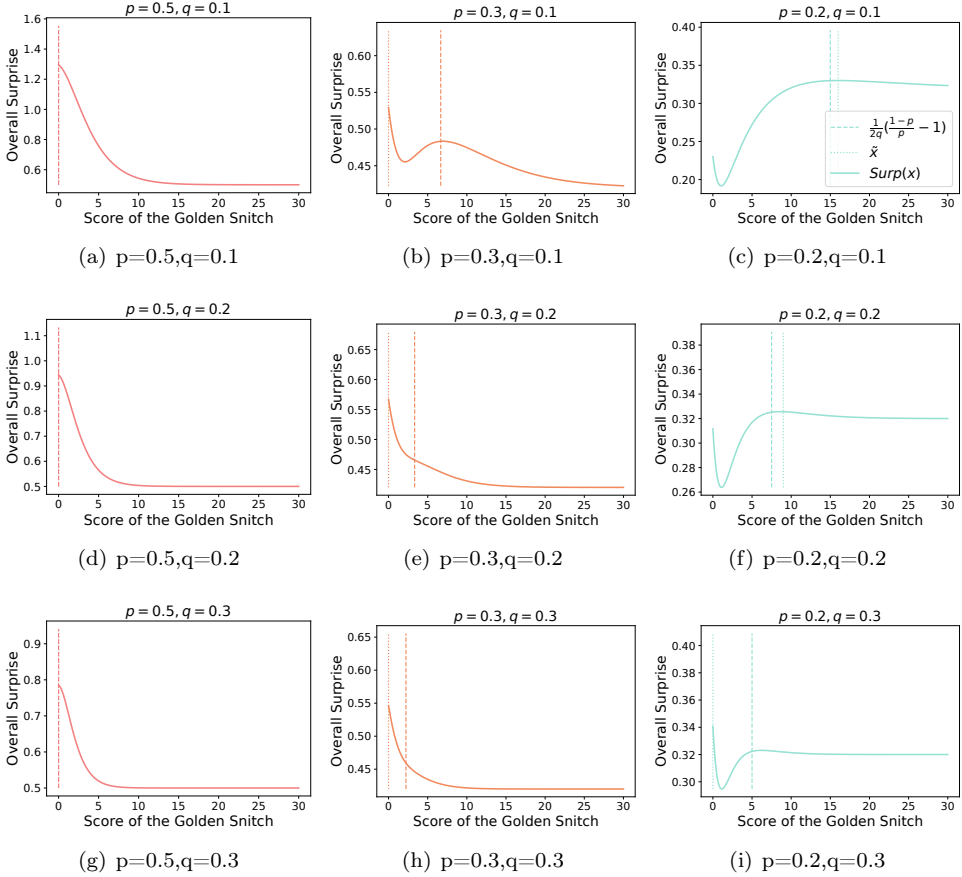 p = 0.5, q = 0.1
p = 0.3, q = 0.1
p = 0.2, q = 0.1
Overall Surprise
1.6
1.4
1.2
1.0
0.8
0.6
0 5 10 15 20 25 30
Score of the Golden Snitch
Overall Surprise
0.60
0.55
0.50
0.45
0 5 10 15 20 25 30
Score of the Golden Snitch
Overall Surprise
0.40
0.35
0.30
0.25
0.20
0 5 10 15 20 25 30
Score of the Golden Snitch
\frac{1}{2q}(\frac{1-p}{p} - 1)
x̃
Surp(x)
(a) p=0.5,q=0.1
(b) p=0.3,q=0.1
(c) p=0.2,q=0.1
p = 0.5, q = 0.2
p = 0.3, q = 0.2
p = 0.2, q = 0.2
Overall Surprise
1.1
1.0
0.9
0.8
0.7
0.6
0.5
0 5 10 15 20 25 30
Score of the Golden Snitch
Overall Surprise
0.65
0.60
0.55
0.50
0.45
0 5 10 15 20 25 30
Score of the Golden Snitch
Overall Surprise
0.38
0.36
0.34
0.32
0.30
0.28
0.26
0 5 10 15 20 25 30
Score of the Golden Snitch
(d) p=0.5,q=0.2
(e) p=0.3,q=0.2
(f) p=0.2,q=0.2
p = 0.5, q = 0.3
p = 0.3, q = 0.3
p = 0.2, q = 0.3
Overall Surprise
0.9
0.8
0.7
0.6
0.5
0 5 10 15 20 25 30
Score of the Golden Snitch
Overall Surprise
0.65
0.60
0.55
0.50
0.45
0 5 10 15 20 25 30
Score of the Golden Snitch
Overall Surprise
0.40
0.38
0.36
0.34
0.32
0.30
0 5 10 15 20 25 30
Score of the Golden Snitch
(g) p=0.5,q=0.3
(h) p=0.3,q=0.3
(i) p=0.2,q=0.3